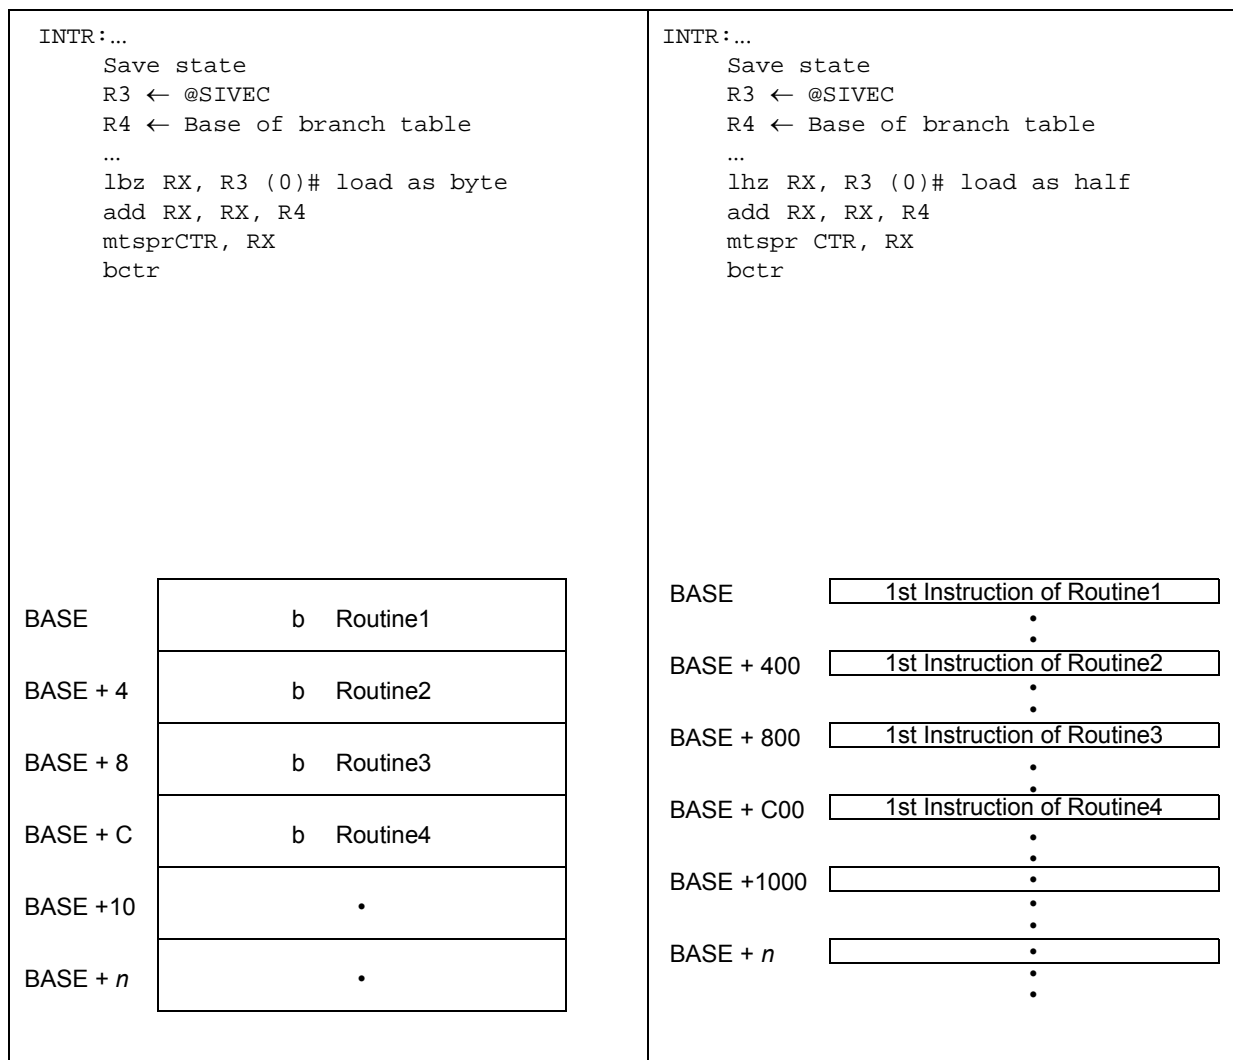 INTR:…
Save state
R3 ← @SIVEC
R4 ← Base of branch table
…
lbz RX, R3 (0)# load as byte
add RX, RX, R4
mtsprCTR, RX
bctr
BASE b Routine1
BASE + 4 b Routine2
BASE + 8 b Routine3
BASE + C b Routine4
BASE +10 •
BASE + n •
INTR:…
Save state
R3 ← @SIVEC
R4 ← Base of branch table
…
lhz RX, R3 (0)# load as half
add RX, RX, R4
mtspr CTR, RX
bctr
BASE 1st Instruction of Routine1
•
•
BASE + 400 1st Instruction of Routine2
•
•
BASE + 800 1st Instruction of Routine3
•
•
BASE + C00 1st Instruction of Routine4
•
•
BASE +1000 •
•
•
BASE + n •
•
•